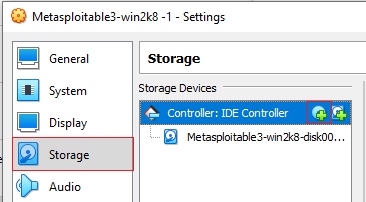 Metasploitable3-win2k8 -1 - Settings
General
System
Display
Storage
Audio
Storage
Storage Devices
Controller: IDE Controller
Metasploitable3-win2k8-disk00...